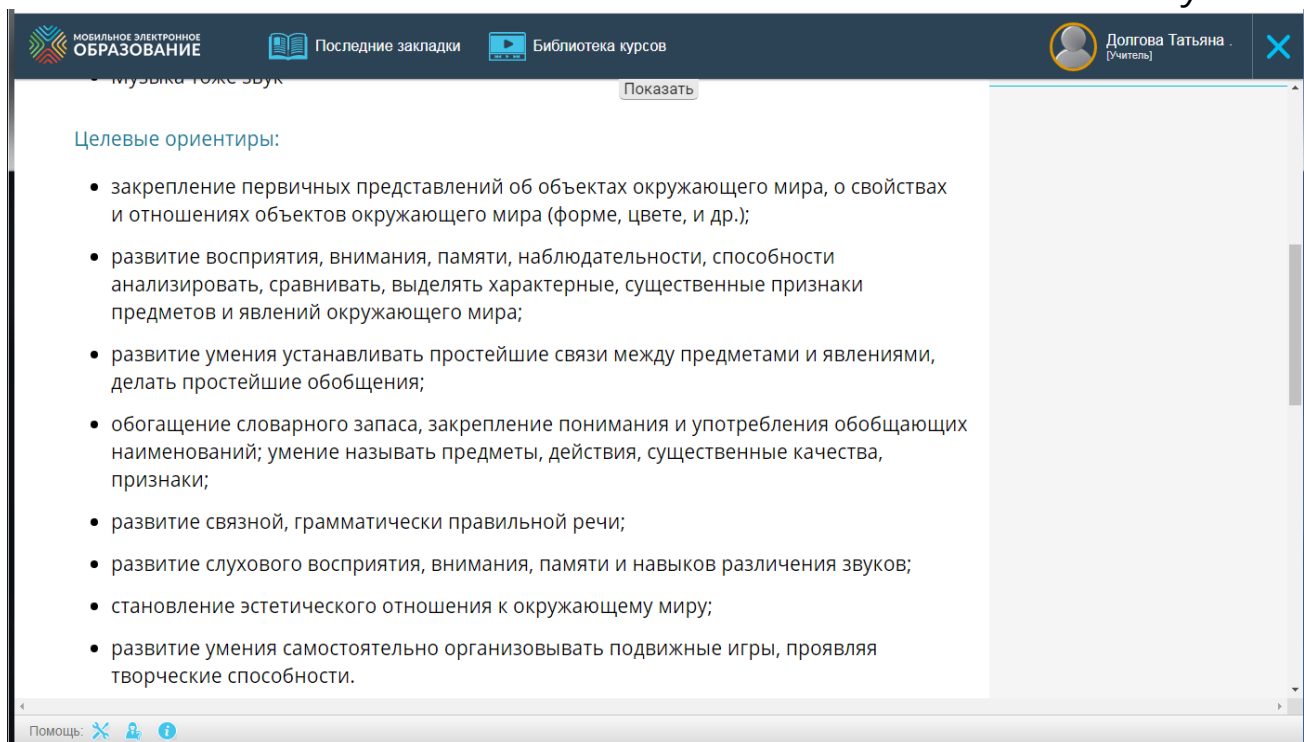 МОБИЛЬНОЕ ЭЛЕКТРОННОЕ
ОБРАЗОВАНИЕ
Последние закладки
Библиотека курсов
Долгова Татьяна .
[Учитель]
• Музыка тоже звук
Показать
Целевые ориентиры:
• закрепление первичных представлений об объектах окружающего мира, о свойствах
и отношениях объектов окружающего мира (форме, цвете, и др.);
• развитие восприятия, внимания, памяти, наблюдательности, способности
анализировать, сравнивать, выделять характерные, существенные признаки
предметов и явлений окружающего мира;
• развитие умения устанавливать простейшие связи между предметами и явлениями,
делать простейшие обобщения;
• обогащение словарного запаса, закрепление понимания и употребления обобщающих
наименований; умение называть предметы, действия, существенные качества,
признаки;
• развитие связной, грамматически правильной речи;
• развитие слухового восприятия, внимания, памяти и навыков различения звуков;
• становление эстетического отношения к окружающему миру;
• развитие умения самостоятельно организовывать подвижные игры, проявляя
творческие способности.
Помощь: